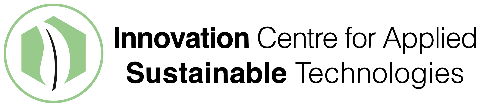 Innovation Centre for Applied
Sustainable Technologies